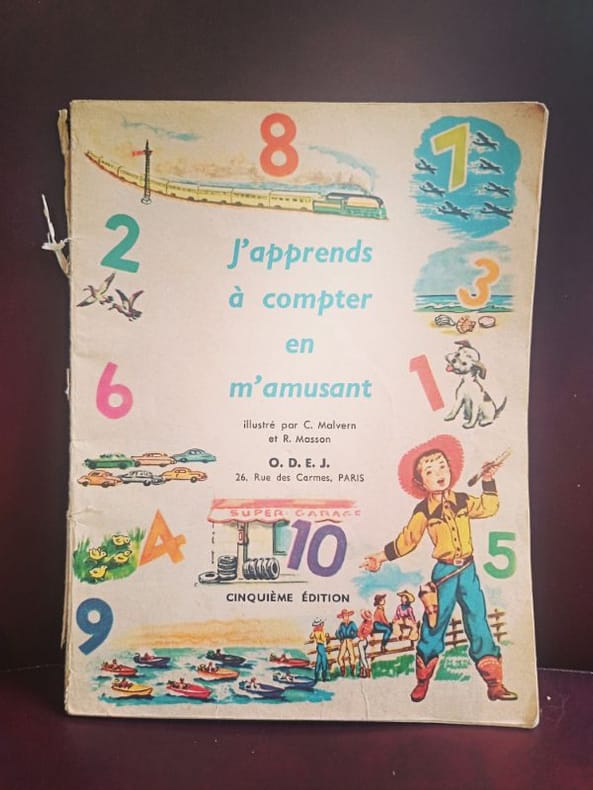 8
7
2
J'apprends
à compter
en
m'amusant
3
6
1
illustré par C. Malvern
et R. Masson
O. D. E. J.
26, Rue des Carmes, PARIS
SUPER GARAGE
4
10
5
CINQUIÈME ÉDITION
9